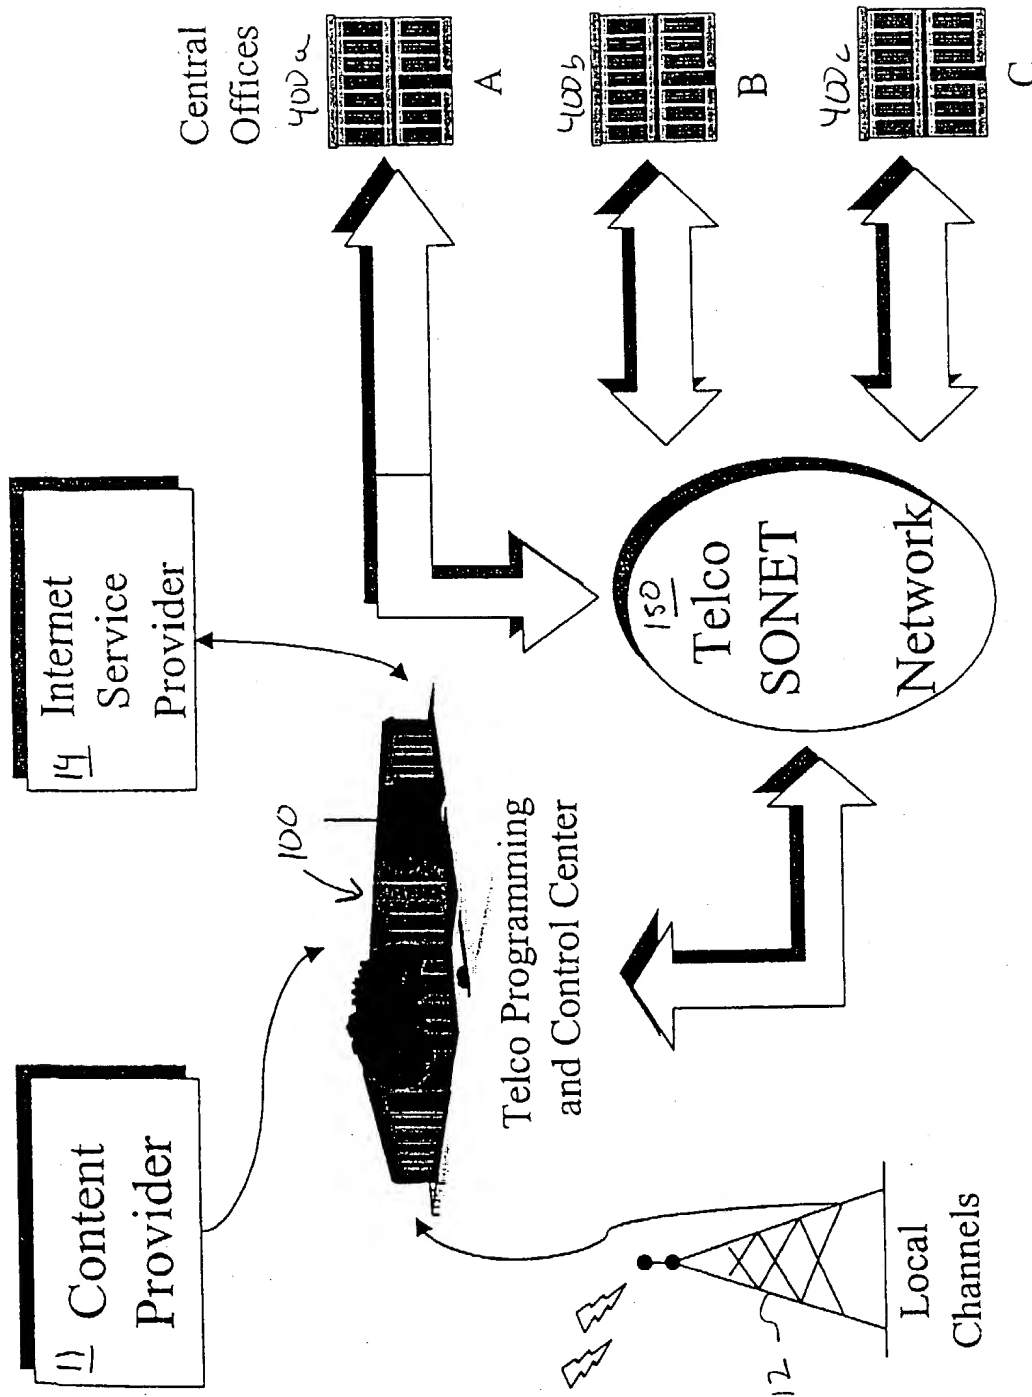 11 Content
Provider
14 Internet
Service
Provider
Central
Offices
400a
A
100
Telco Programming
and Control Center
400b
B
150
Telco
SONET
Network
400c
C
12
Local
Channels